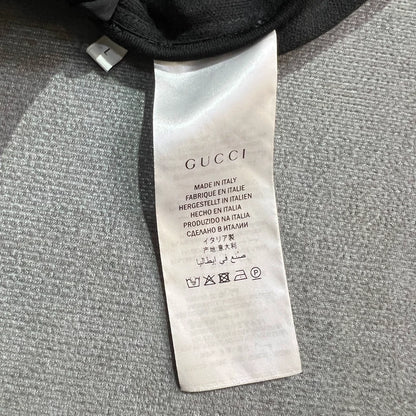 L
GUCCI
MADE IN ITALY
FABRIQUE EN ITALIE
HERGESTELLT IN ITALIEN
HECHO EN ITALIA
PRODUZIDO NA ITALIA
СДЕЛАНО В ИТАЛИИ
イタリア製
产地:意大利
صنع في إيطاليا